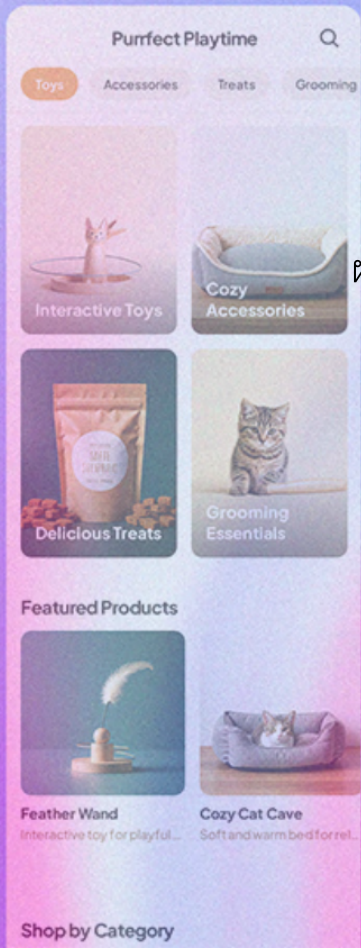 Purrfect Playtime
Toys
Accessories
Treats
Grooming
Interactive Toys
Cozy
Accessories
Delicious Treats
Grooming
Essentials
Featured Products
Feather Wand
Cozy Cat Cave
Interactive toy for playful...
Soft and warm bed for rel...
Shop by Category